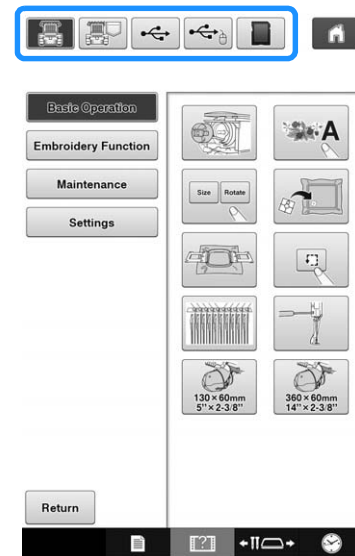 Basic Operation
Embroidery Function
Maintenance
Settings
A
Size Rotate
130×60mm
5"×2-3/8"
360×60mm
14"×2-3/8"
Return
[?]